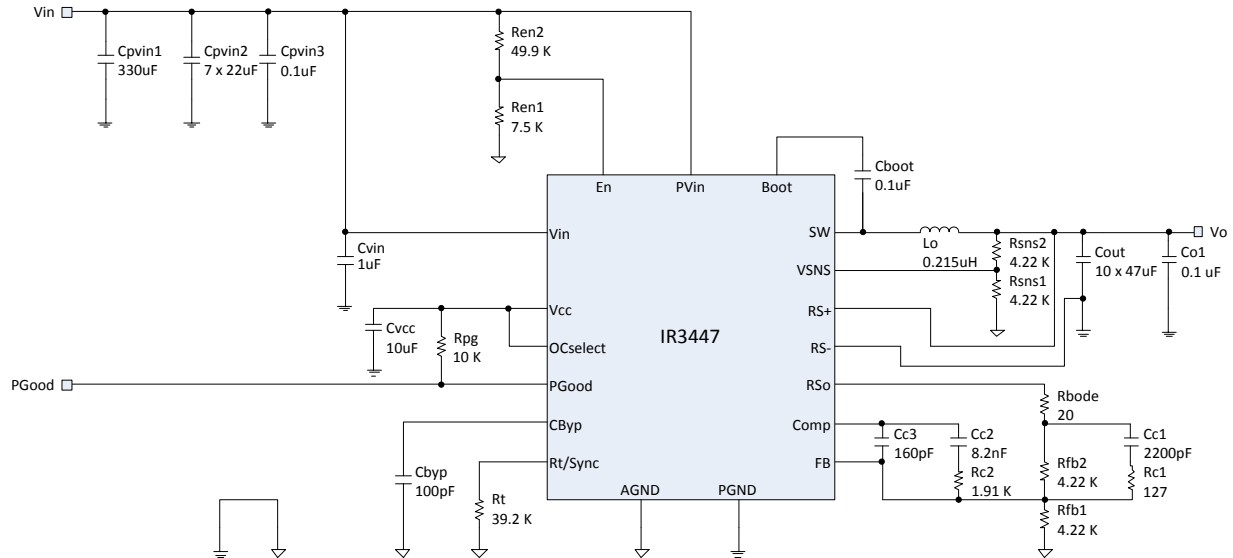 Vin
Cpvin1
330uF
Cpvin2
7 x 22uF
Cpvin3
0.1uF
Ren2
49.9 K
Ren1
7.5 K
Cboot
0.1uF
En
PVin
Boot
Vin
SW
Vo
Cvin
1uF
Lo
0.215uH
Rsns2
4.22 K
Rsns1
4.22 K
Cout
10 x 47uF
Co1
0.1 uF
VSNS
Vcc
RS+
Cvcc
10uF
Rpg
10 K
IR3447
OCselect
RS-
PGood
PGood
RSo
Rbode
20
CByp
Comp
Cc3
160pF
Cc2
8.2nF
Cc1
2200pF
Rt/Sync
FB
Cbyp
100pF
Rc2
1.91 K
Rfb2
4.22 K
Rc1
127
Rt
39.2 K
AGND
PGND
Rfb1
4.22 K